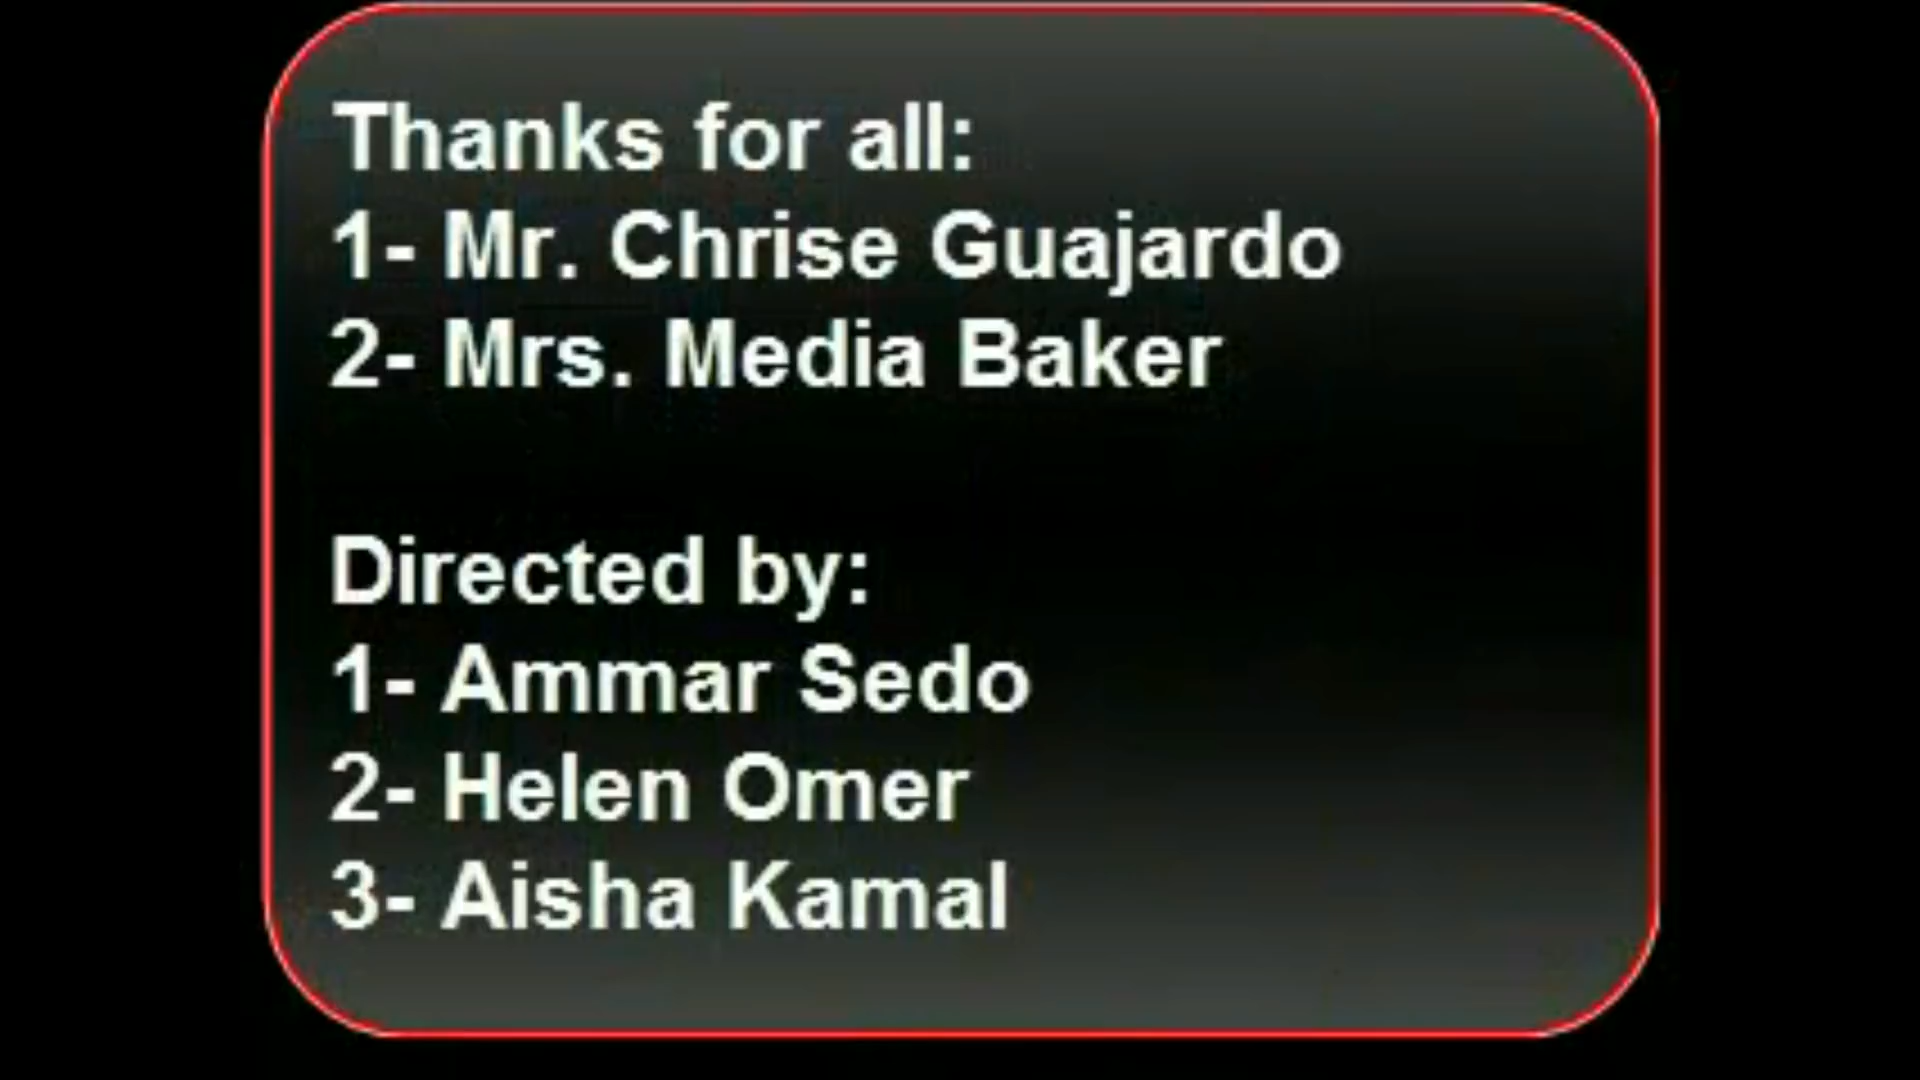 Thanks for all:
1- Mr. Chrise Guajardo
2- Mrs. Media Baker
Directed by:
1- Ammar Sedo
2- Helen Omer
3- Aisha Kamal